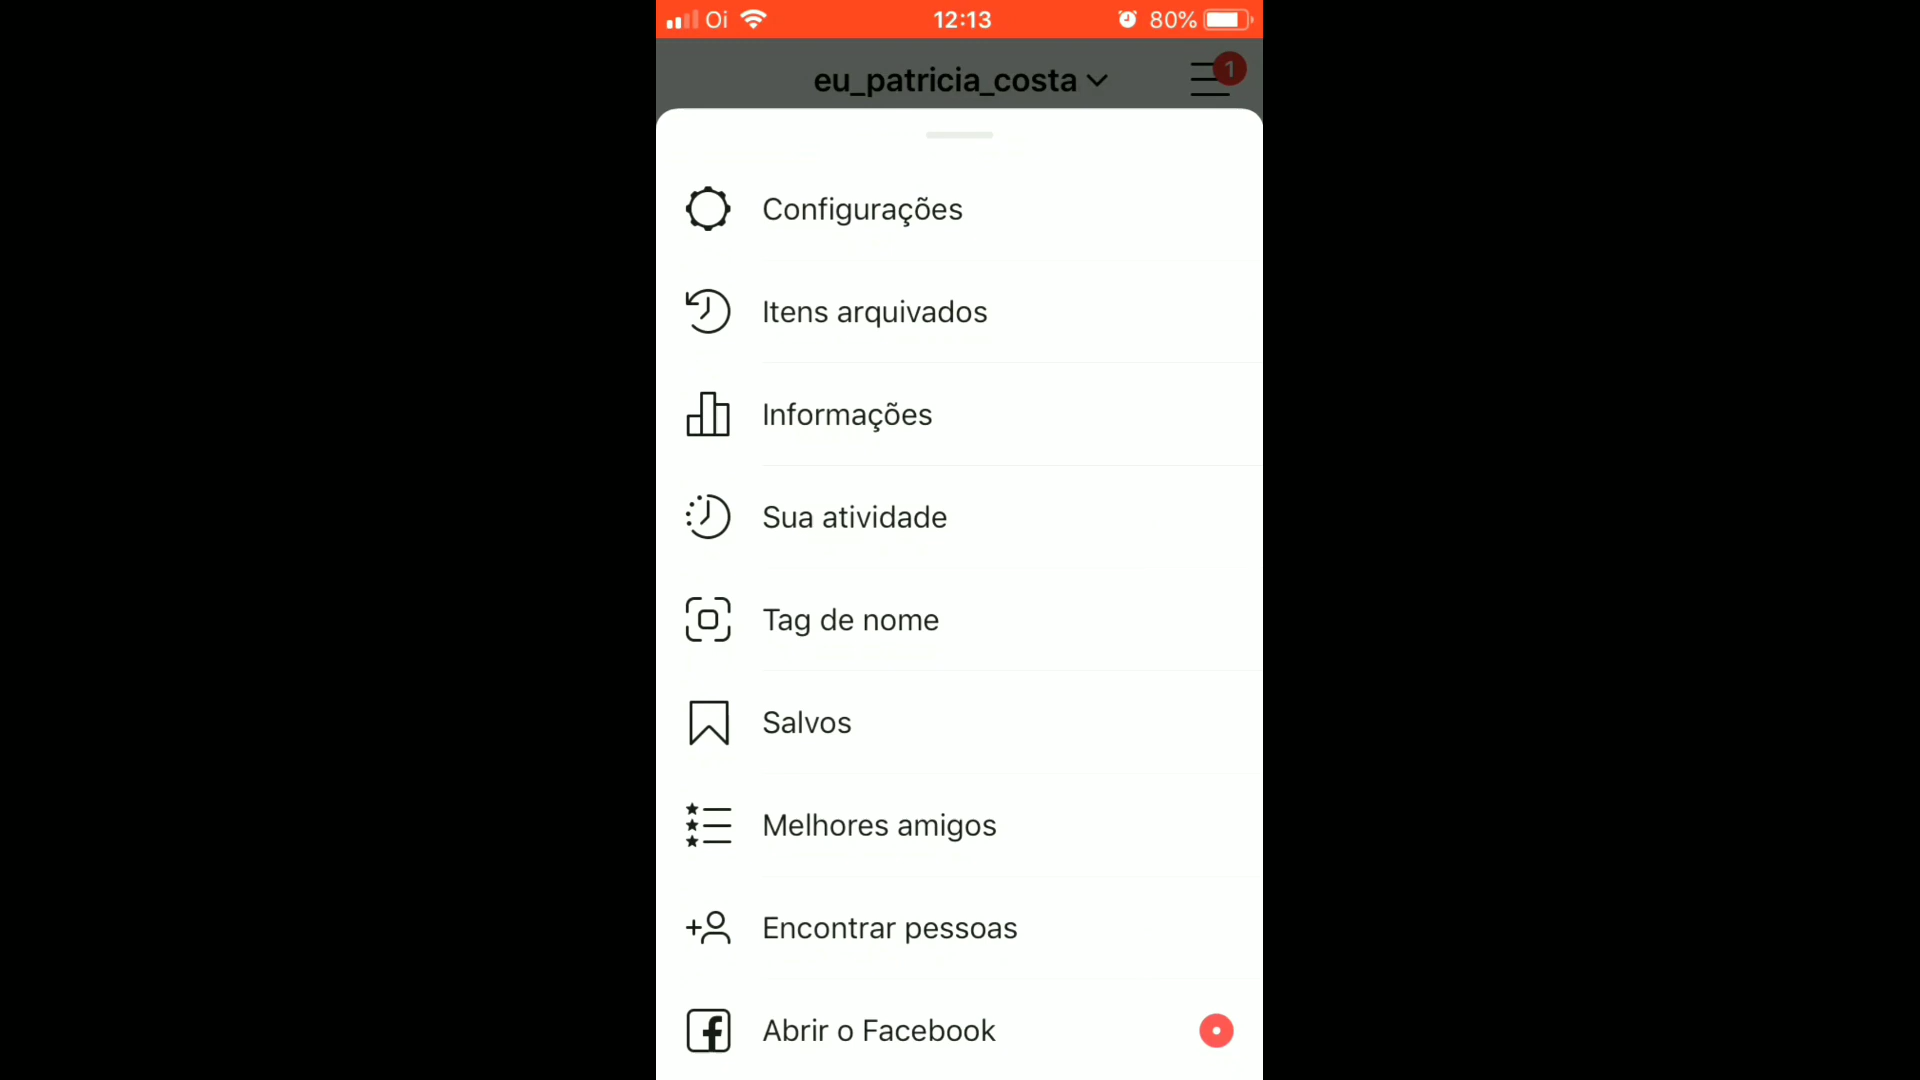 Oi 12:13 80%
eu_patricia_costa 1
Configurações
Itens arquivados
Informações
Sua atividade
Tag de nome
Salvos
Melhores amigos
Encontrar pessoas
Abrir o Facebook